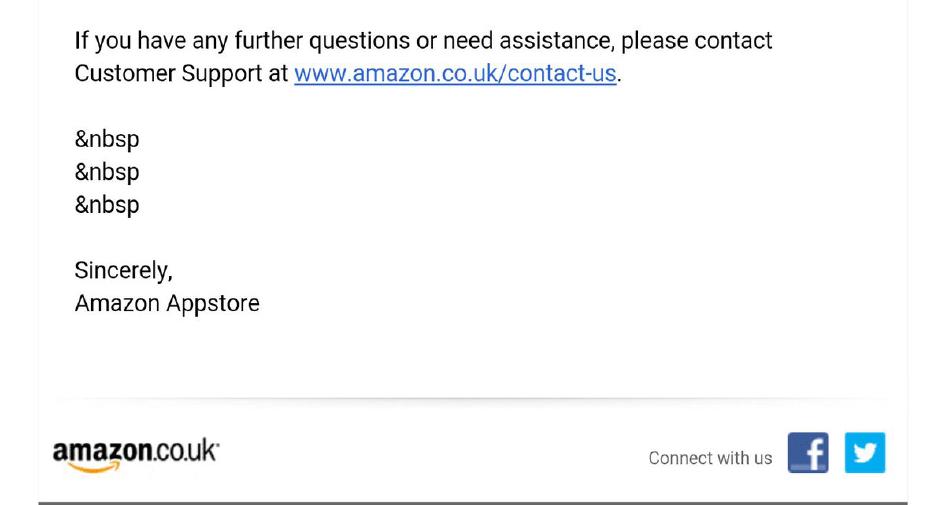 If you have any further questions or need assistance, please contact
Customer Support at www.amazon.co.uk/contact-us.
&nbsp
&nbsp
&nbsp
Sincerely,
Amazon Appstore
amazon.co.uk
Connect with us